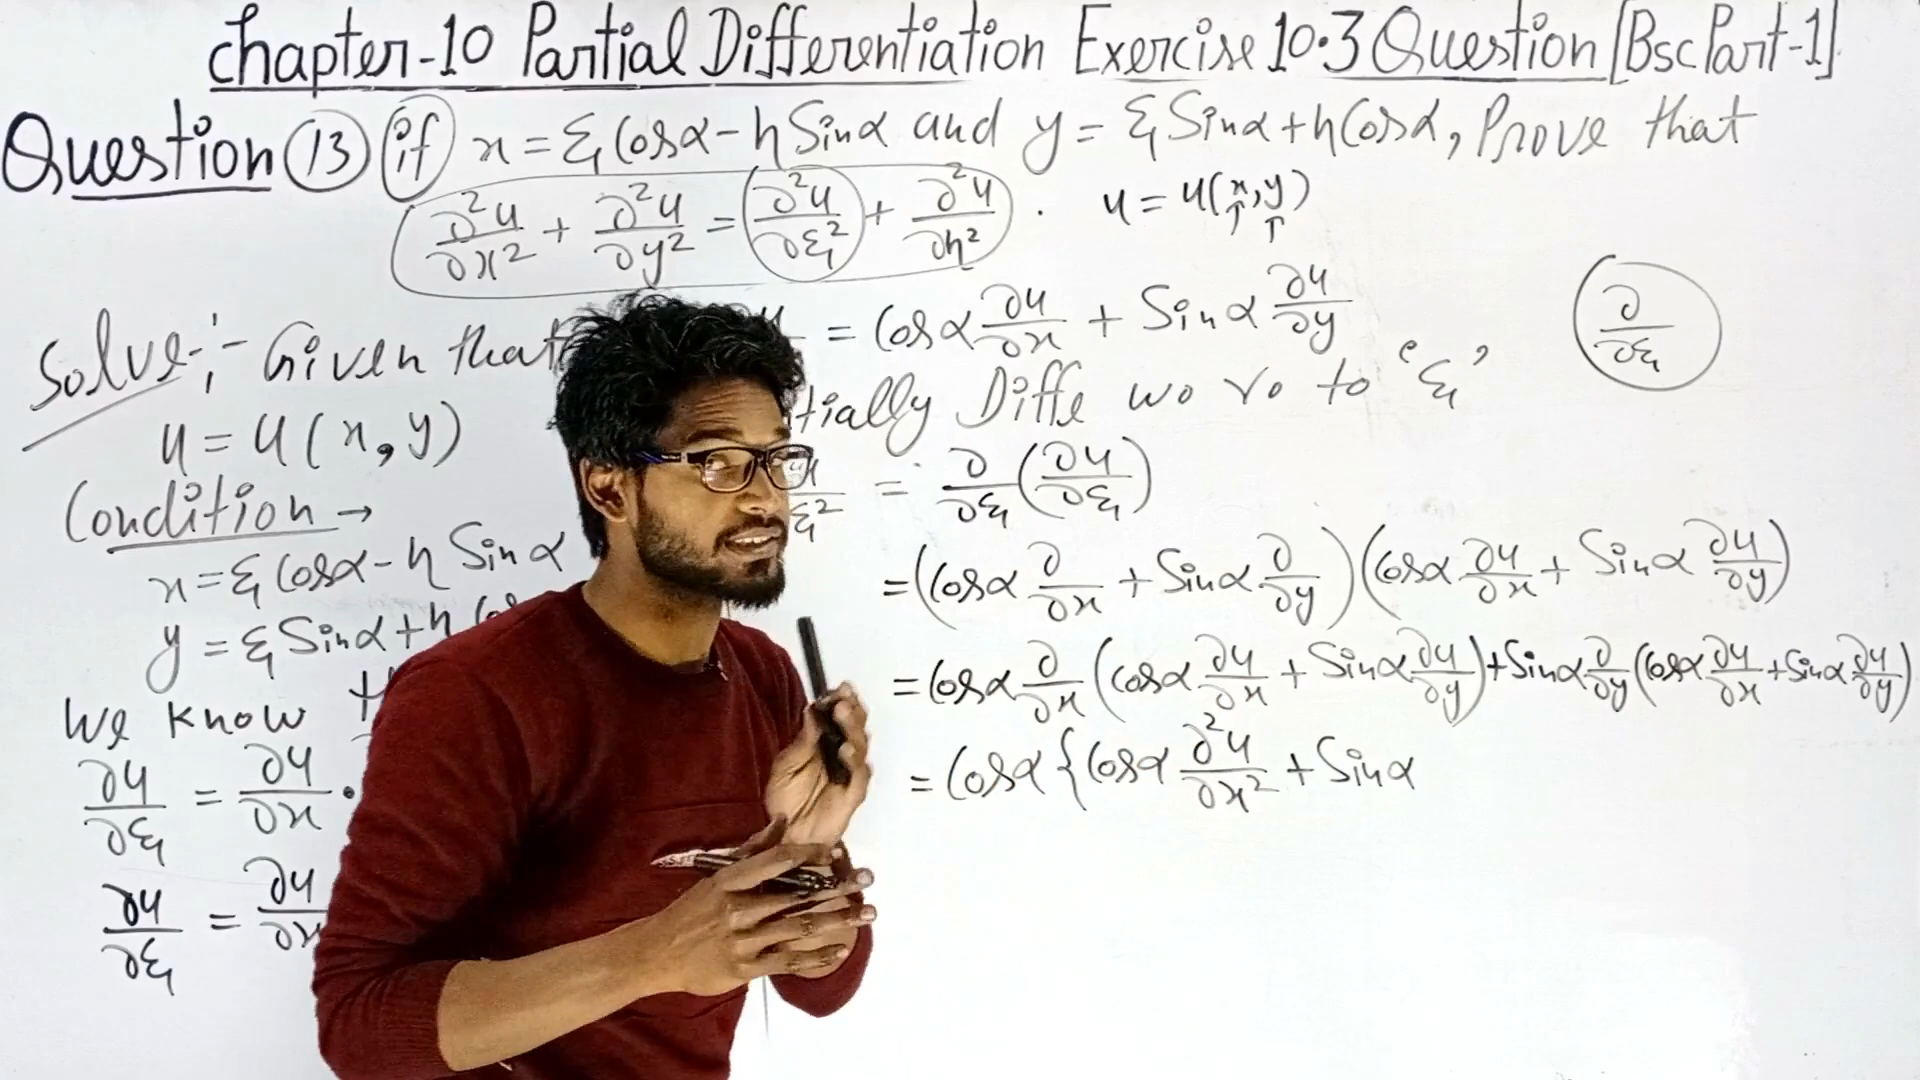 Chapter-10 Partial Differentiation Exercise 10.3 Question [Bsc Part-1]
Question 13 if x = ξ Cosα - η Sinα and y = ξ Sinα + η Cosα, Prove that
∂²u/∂x² + ∂²u/∂y² = ∂²u/∂ξ² + ∂²u/∂η² . u = u(x,y)
Solve:- Given that
u = u(x,y)
Condition →
x = ξ Cosα - η Sinα
y = ξ Sinα + η
We know
∂u/∂ξ = ∂u/∂x ·
∂u/∂ξ = ∂u/∂x
= Cosα ∂u/∂x + Sinα ∂u/∂y
∂/∂ξ
tially Diffe w.r. to 'ξ'
= ∂/∂ξ (∂u/∂ξ)
= (Cosα ∂/∂x + Sinα ∂/∂y) (Cosα ∂u/∂x + Sinα ∂u/∂y)
= Cosα ∂/∂x (Cosα ∂u/∂x + Sinα ∂u/∂y) + Sinα ∂/∂y (Cosα ∂u/∂x + Sinα ∂u/∂y)
= Cosα { Cosα ∂²u/∂x² + Sinα